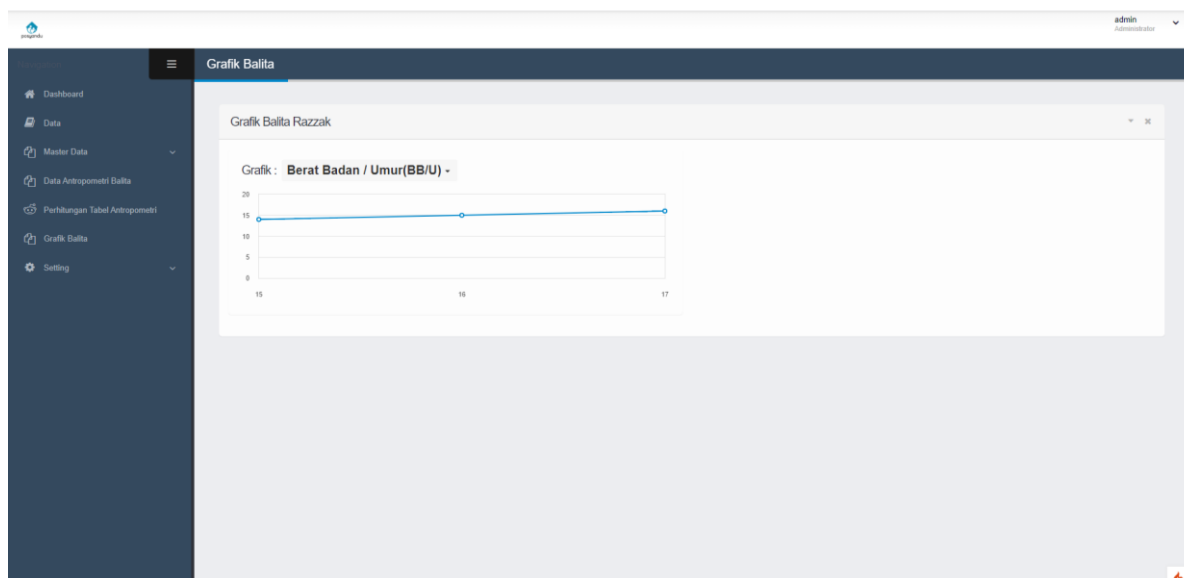 posyandu
admin
Administrator
Grafik Balita
Dashboard
Data
Master Data
Data Antropometri Balita
Perhitungan Tabel Antropometri
Grafik Balita
Setting
Grafik Balita Razzak
Grafik : Berat Badan / Umur(BB/U)
20
15
10
5
0
15 16 17